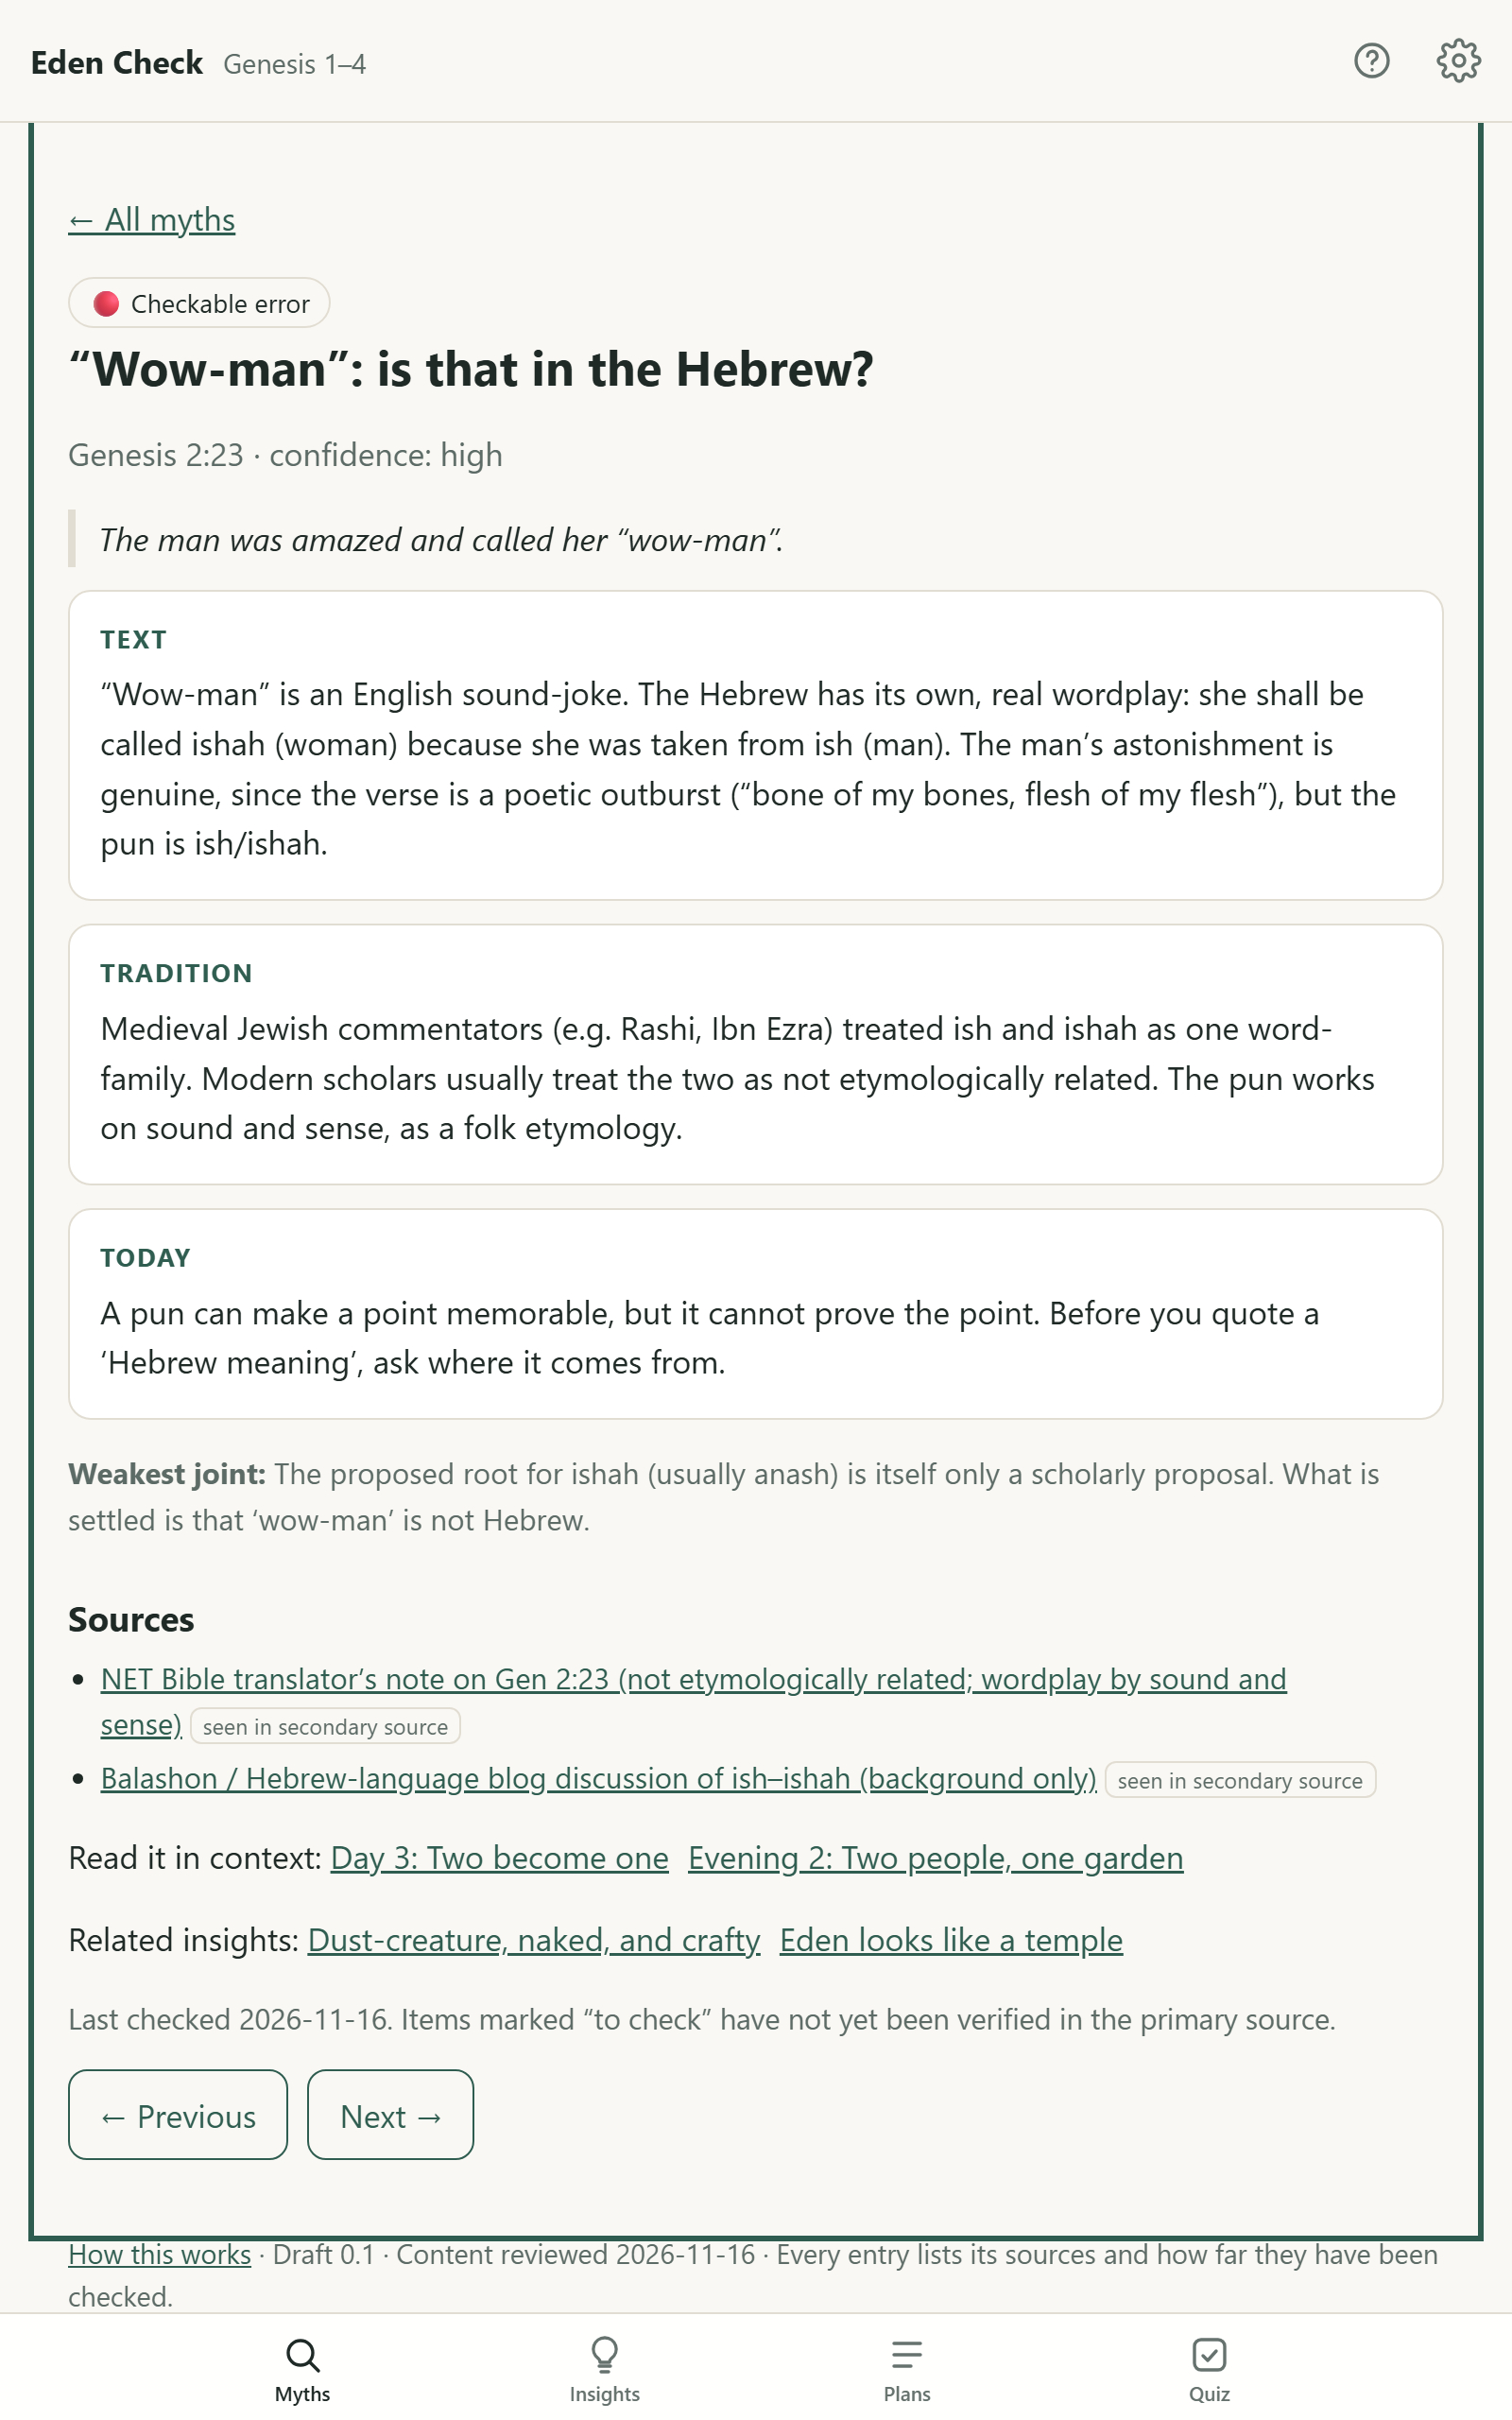 Eden Check Genesis 1–4
← All myths
Checkable error
“Wow-man”: is that in the Hebrew?
Genesis 2:23 · confidence: high
The man was amazed and called her “wow-man”.
TEXT
“Wow-man” is an English sound-joke. The Hebrew has its own, real wordplay: she shall be
called ishah (woman) because she was taken from ish (man). The man’s astonishment is
genuine, since the verse is a poetic outburst (“bone of my bones, flesh of my flesh”), but the
pun is ish/ishah.
TRADITION
Medieval Jewish commentators (e.g. Rashi, Ibn Ezra) treated ish and ishah as one word-
family. Modern scholars usually treat the two as not etymologically related. The pun works
on sound and sense, as a folk etymology.
TODAY
A pun can make a point memorable, but it cannot prove the point. Before you quote a
‘Hebrew meaning’, ask where it comes from.
Weakest joint: The proposed root for ishah (usually anash) is itself only a scholarly proposal. What is
settled is that ‘wow-man’ is not Hebrew.
Sources
• NET Bible translator’s note on Gen 2:23 (not etymologically related; wordplay by sound and
sense) seen in secondary source
• Balashon / Hebrew-language blog discussion of ish–ishah (background only) seen in secondary source
Read it in context: Day 3: Two become one Evening 2: Two people, one garden
Related insights: Dust-creature, naked, and crafty Eden looks like a temple
Last checked 2026-11-16. Items marked “to check” have not yet been verified in the primary source.
← Previous Next →
How this works · Draft 0.1 · Content reviewed 2026-11-16 · Every entry lists its sources and how far they have been
checked.
Myths Insights Plans Quiz